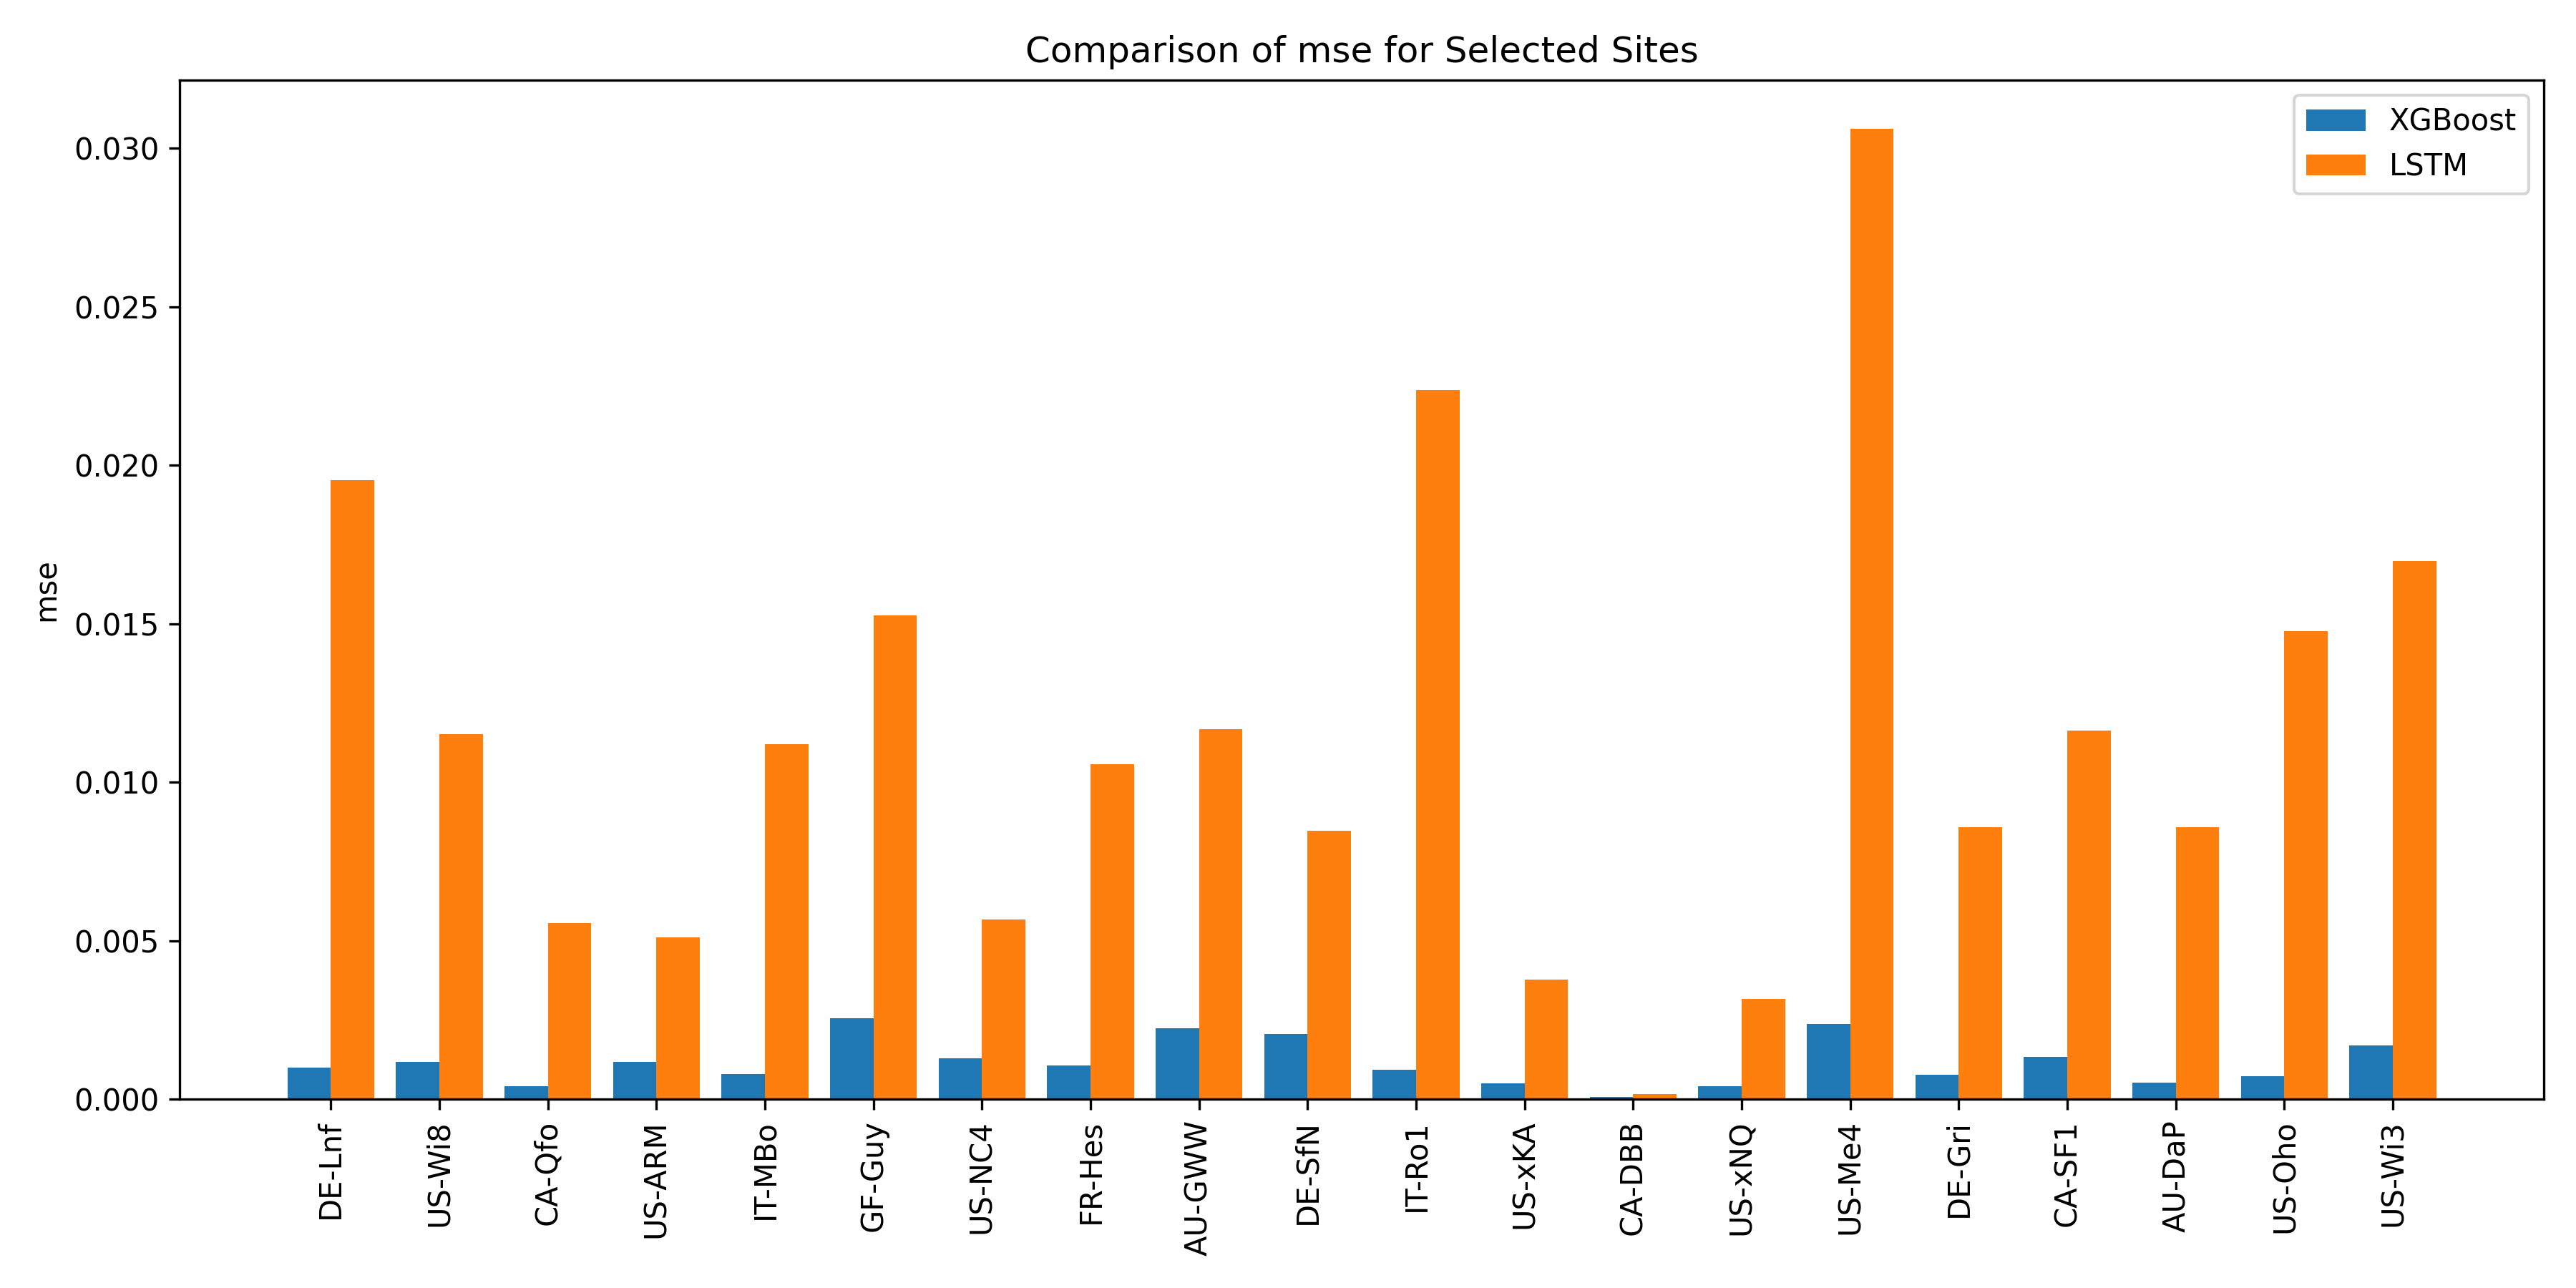 Comparison of mse for Selected Sites
XGBoost
LSTM
mse
0.030
0.025
0.020
0.015
0.010
0.005
0.000
DE-Lnf
US-Wi8
CA-Qfo
US-ARM
IT-MBo
GF-Guy
US-NC4
FR-Hes
AU-GWW
DE-SfN
IT-Ro1
US-xKA
CA-DBB
US-xNQ
US-Me4
DE-Gri
CA-SF1
AU-DaP
US-Oho
US-Wi3